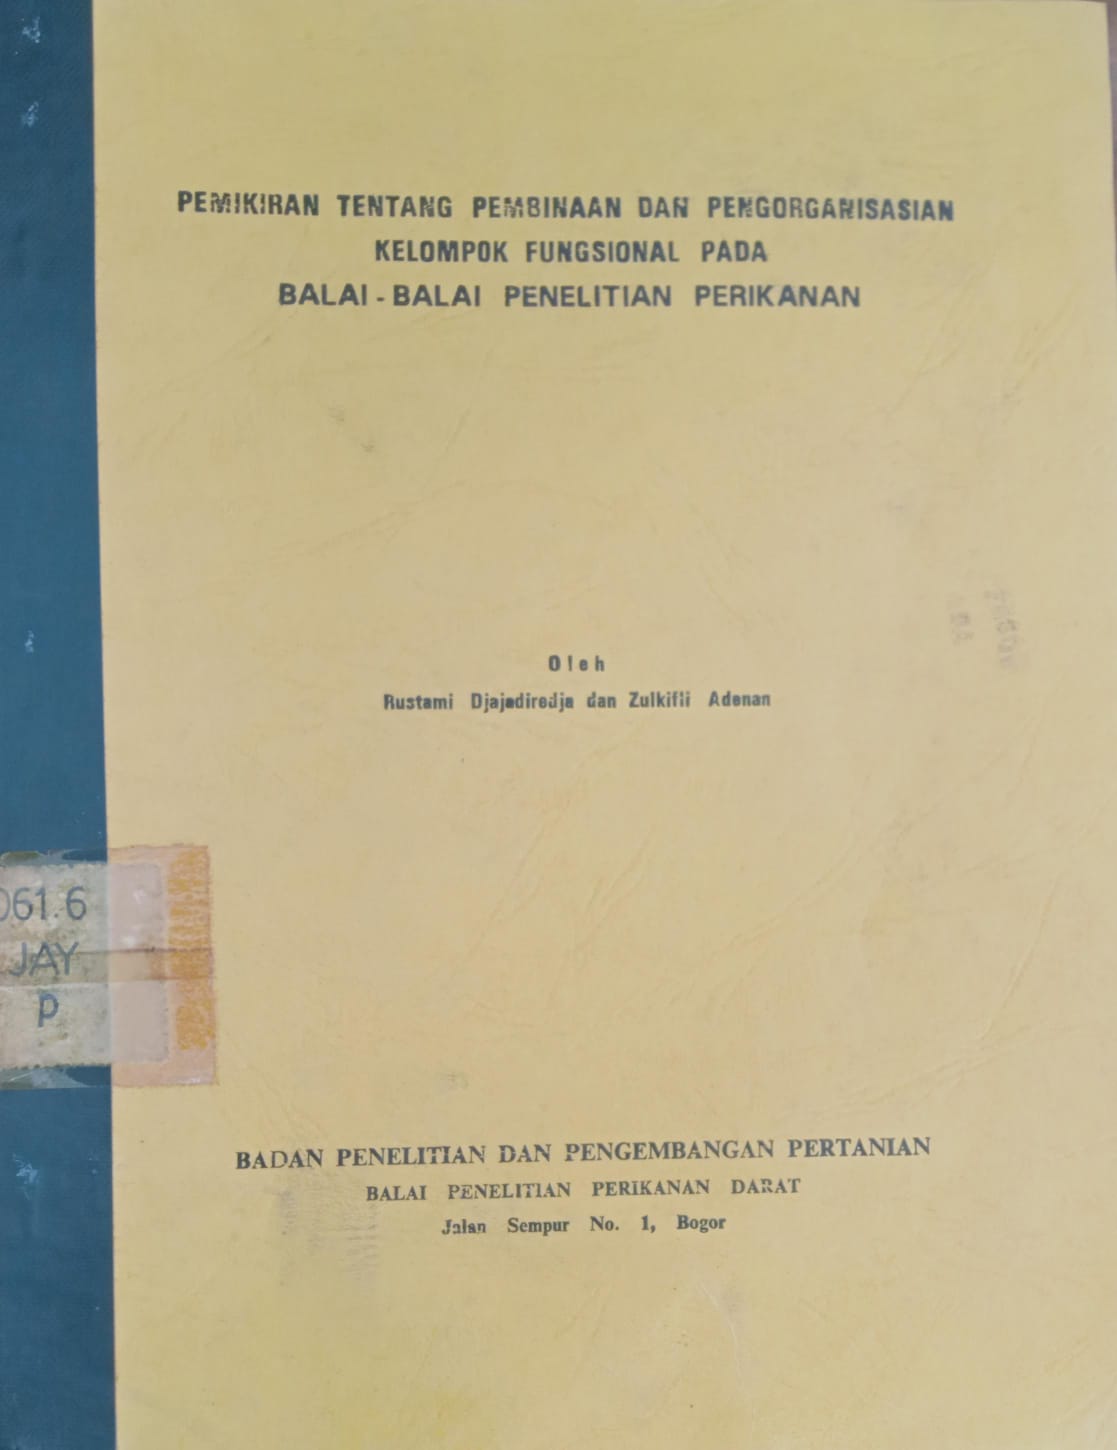 PEMIKIRAN TENTANG PEMBINAAN DAN PENGORGANISASIAN
KELOMPOK FUNGSIONAL PADA
BALAI - BALAI PENELITIAN PERIKANAN
Oleh
Rustami Djajadiredja dan Zulkifli Adenan
061.6
JAY
p
BADAN PENELITIAN DAN PENGEMBANGAN PERTANIAN
BALAI PENELITIAN PERIKANAN DARAT
Jalan Sempur No. 1, Bogor